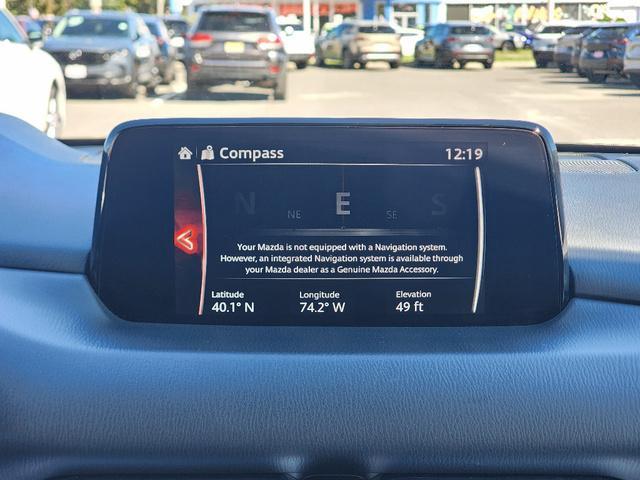 Compass 12:19
N NE E SE S
Your Mazda is not equipped with a Navigation system.
However, an integrated Navigation system is available through
your Mazda dealer as a Genuine Mazda Accessory.
Latitude Longitude Elevation
40.1° N 74.2° W 49 ft